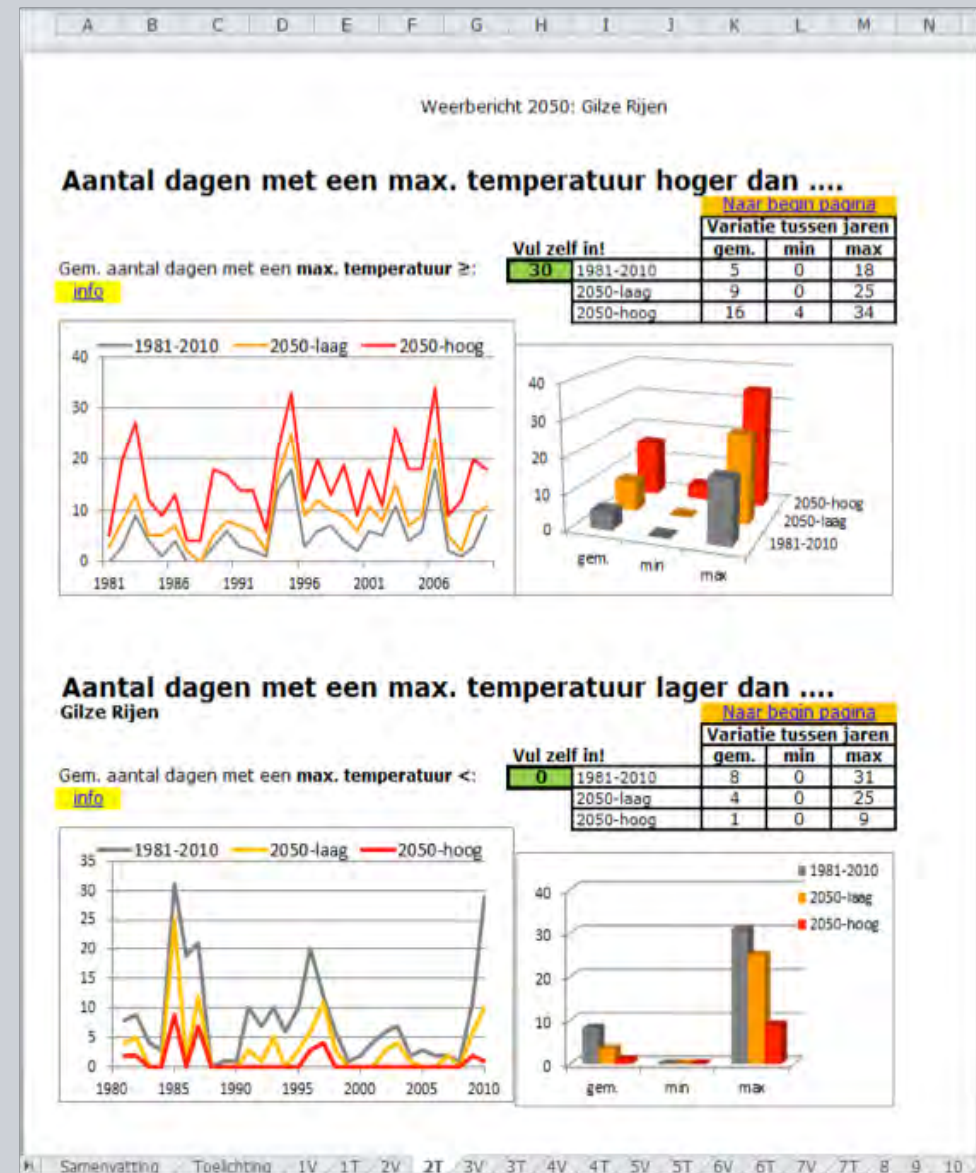 A B C D E F G H I J K L M N
Weerbericht 2050: Gilze Rijen
Aantal dagen met een max. temperatuur hoger dan ....
Naar begin pagina
Variatie tussen jaren
Vul zelf in! gem. min max
Gem. aantal dagen met een max. temperatuur ≥: 30 1981-2010 5 0 18
info 2050-laag 9 0 25
2050-hoog 16 4 34
1981-2010 2050-laag 2050-hoog
40
30
20
10
0
1981 1986 1991 1996 2001 2006
40
30
20
10
0
gem. min max
2050-hoog
2050-laag
1981-2010
Aantal dagen met een max. temperatuur lager dan ....
Gilze Rijen
Naar begin pagina
Variatie tussen jaren
Vul zelf in! gem. min max
Gem. aantal dagen met een max. temperatuur <: 0 1981-2010 8 0 31
info 2050-laag 4 0 25
2050-hoog 1 0 9
1981-2010 2050-laag 2050-hoog
35
30
25
20
15
10
5
0
1980 1985 1990 1995 2000 2005 2010
1981-2010
2050-laag
2050-hoog
40
30
20
10
0
gem. min max
Samenvatting Toelichting 1V 1T 2V 2T 3V 3T 4V 4T 5V 5T 6V 6T 7V 7T 8 9 10